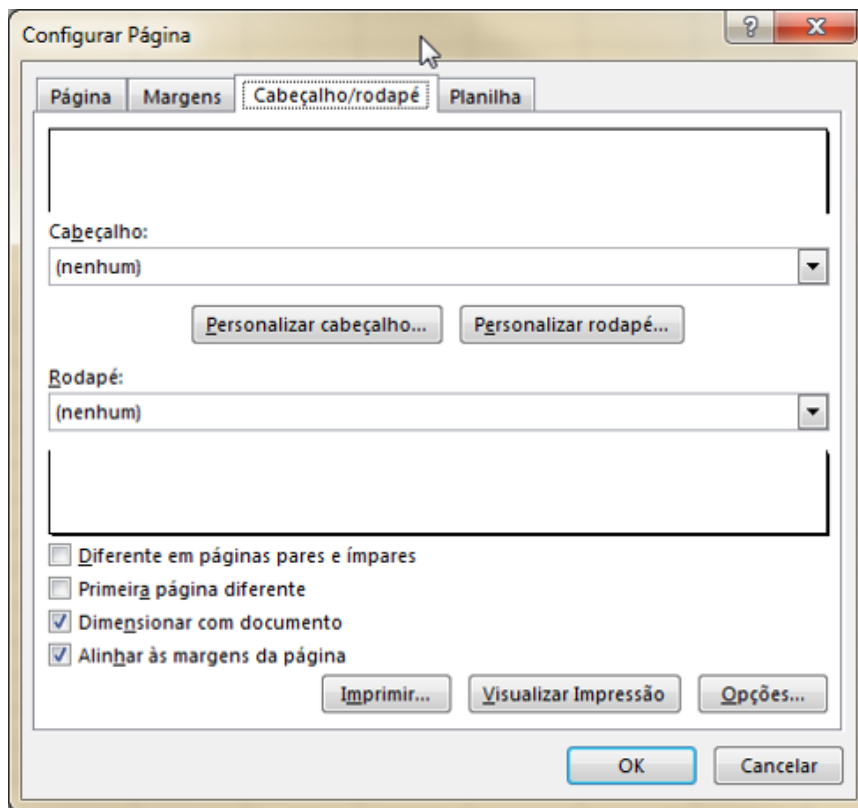 Configurar Página
Página Margens Cabeçalho/rodapé Planilha
Cabeçalho:
(nenhum)
Personalizar cabeçalho... Personalizar rodapé...
Rodapé:
(nenhum)
Diferente em páginas pares e ímpares
Primeira página diferente
Dimensionar com documento
Alinhar às margens da página
Imprimir... Visualizar Impressão Opções...
OK Cancelar